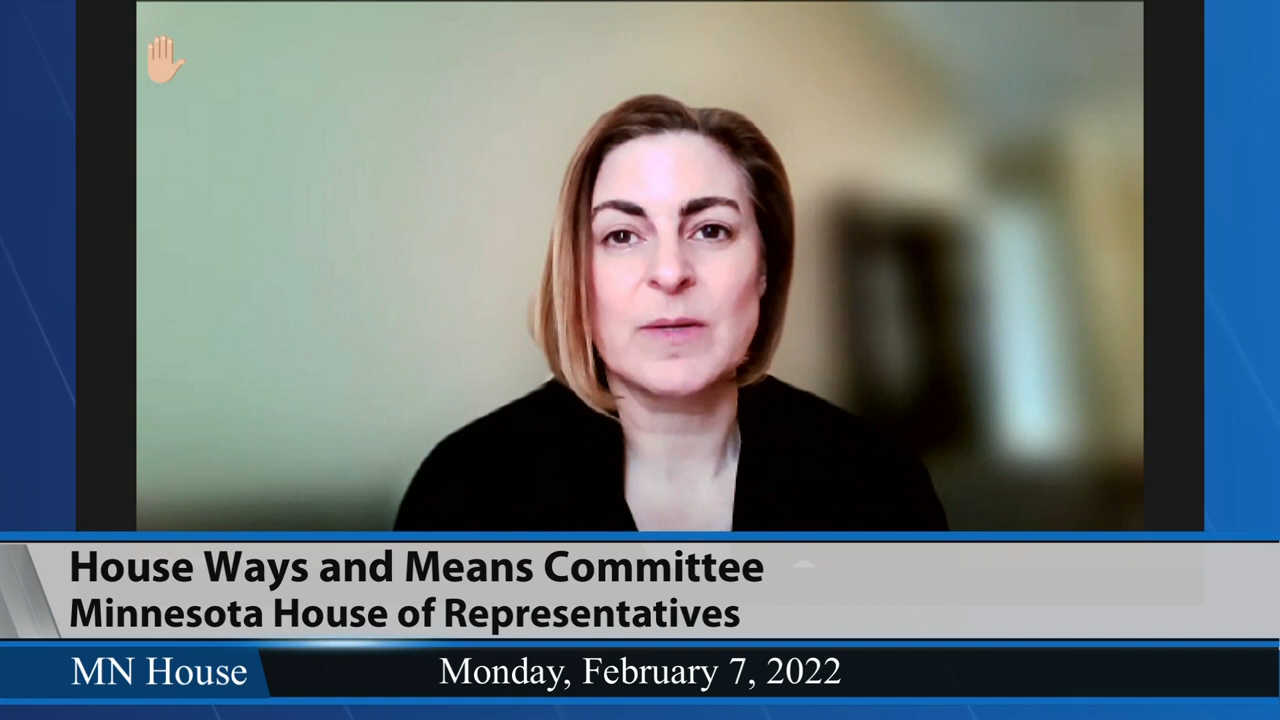 House Ways and Means Committee
Minnesota House of Representatives
MN House
Monday, February 7, 2022